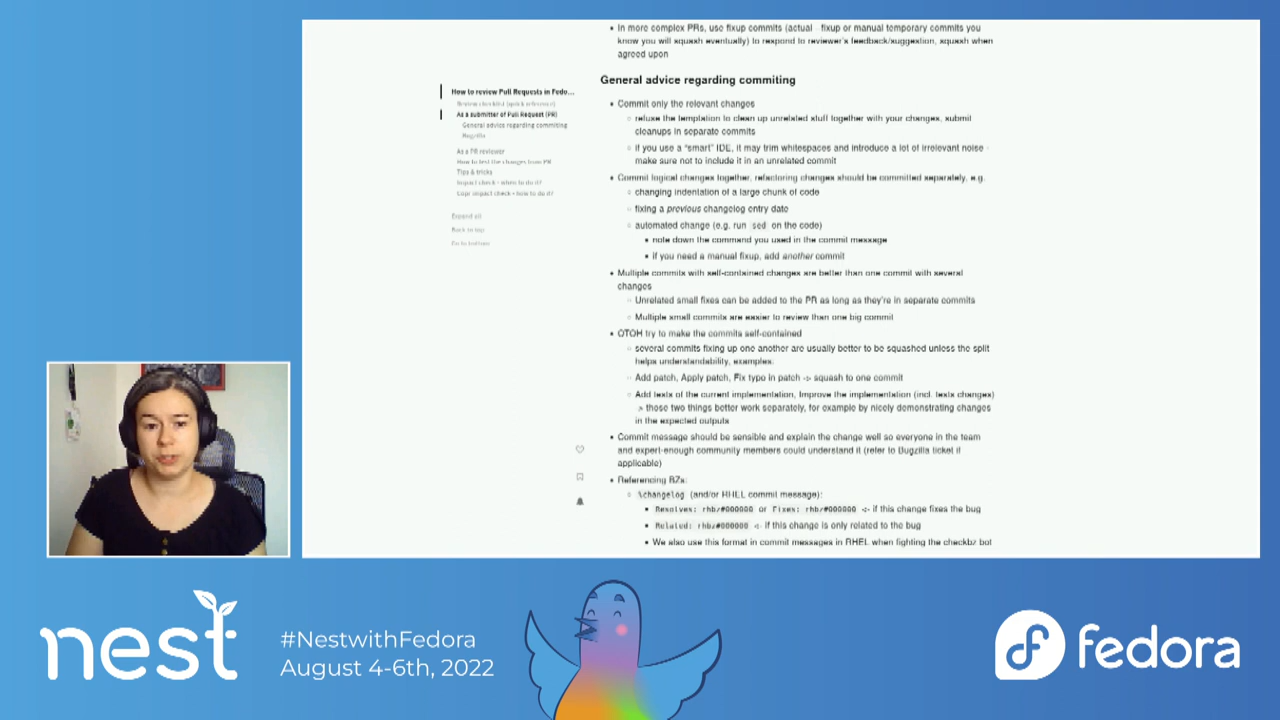 In more complex PRs, use fixup commits (actual fixup or manual temporary commits you
know you will squash eventually) to respond to reviewer's feedback/suggestion, squash when
agreed upon
General advice regarding commiting
Commit only the relevant changes
refuse the temptation to clean up unrelated stuff together with your changes, submit
cleanups in separate commits
if you use a "smart" IDE, it may trim whitespaces and introduce a lot of irrelevant noise -
make sure not to include it in an unrelated commit
Commit logical changes together, refactoring changes should be committed separately, e.g.
changing indentation of a large chunk of code
fixing a previous changelog entry date
automated change (e.g. run sed on the code)
note down the command you used in the commit message
if you need a manual fixup, add another commit
Multiple commits with self-contained changes are better than one commit with several
changes
Unrelated small fixes can be added to the PR as long as they're in separate commits
Multiple small commits are easier to review than one big commit
OTOH try to make the commits self-contained
several commits fixing up one another are usually better to be squashed unless the split
helps understandability, examples:
Add patch, Apply patch, Fix typo in patch -> squash to one commit
Add tests of the current implementation, Improve the implementation (incl. tests changes)
> those two things better work separately, for example by nicely demonstrating changes
in the expected outputs
Commit message should be sensible and explain the change well so everyone in the team
and expert-enough community members could understand it (refer to Bugzilla ticket if
applicable)
Referencing BZs:
%changelog (and/or RHEL commit message):
Resolves: rhbz#000000 or Fixes: rhbz#000000 <- if this change fixes the bug
Related: rhbz#000000 <- if this change is only related to the bug
We also use this format in commit messages in RHEL when fighting the checkbz bot
How to review Pull Requests in Fedo...
Review checklist (quick reference)
As a submitter of Pull Request (PR)
General advice regarding commiting
Bugzilla
As a PR reviewer
How to test the changes from PR
Tips & tricks
Impact check - when to do it?
Copr impact check - how to do it?
Expand all
Back to top
Go to bottom
nest
#NestwithFedora
August 4-6th, 2022
fedora